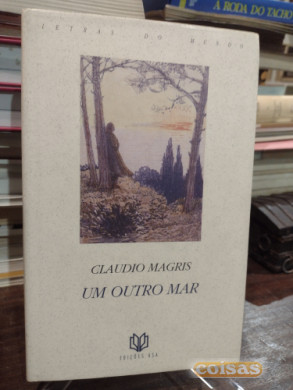 LETRAS DO MUNDO
À RODA DO TACHO
CLAUDIO MAGRIS
UM OUTRO MAR
EDIÇÕES ASA
coisas